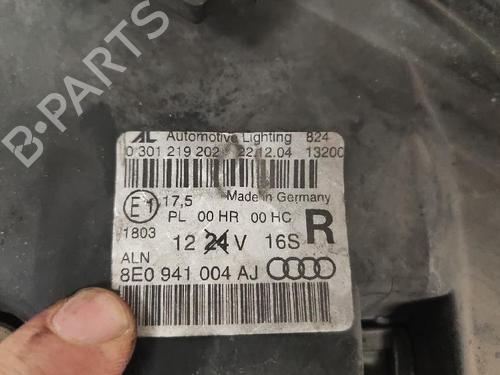 B-PARTS
AL Automotive Lighting 824
0 301 219 202 22.12.04 13200
E1 17,5 Made in Germany
PL 00 HR 00 HC
1803 12 24 V 16S R
ALN
8E0 941 004 AJ